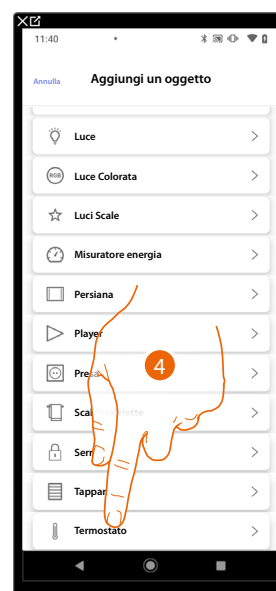 11:40
Annulla Aggiungi un oggetto
Luce
RGB Luce Colorata
Luci Scale
Misuratore energia
Persiana
Player
4
Termostato